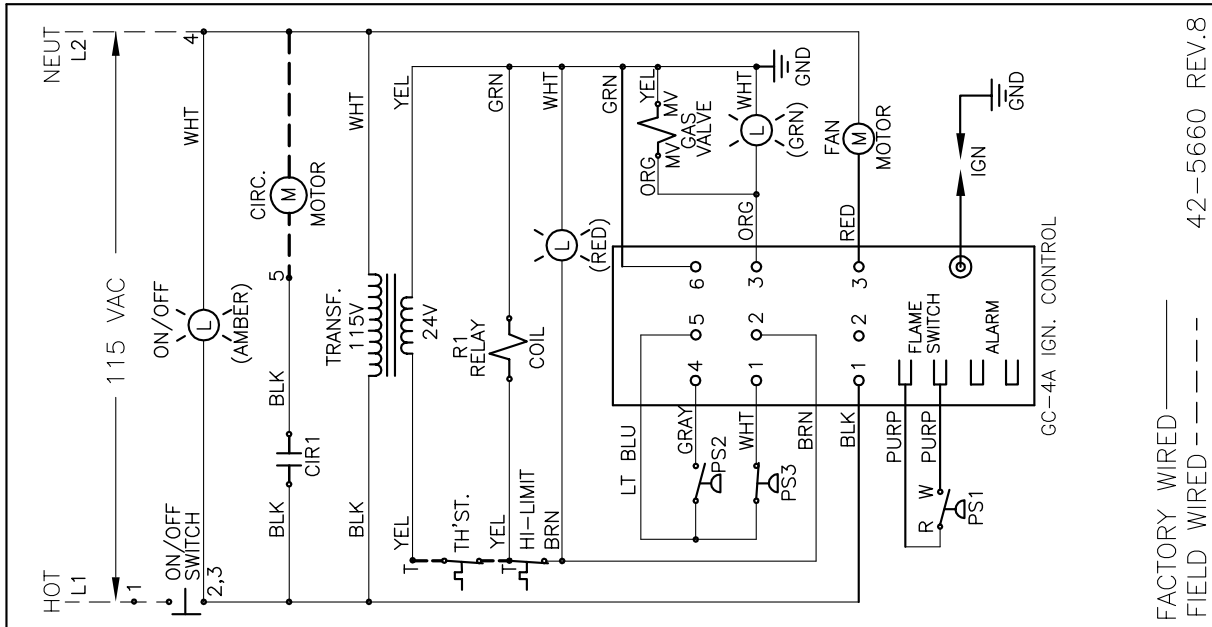 HOT
L1
115 VAC
NEUT
L2
1
ON/OFF
SWITCH
2,3
ON/OFF
L
(AMBER)
WHT
4
BLK
CIR1
BLK
5
CIRC.
M
MOTOR
BLK
TRANSF.
115V
WHT
24V
YEL
T
TH'ST.
YEL
YEL
T
R1
RELAY
COIL
GRN
HI-LIMIT
BRN
L
(RED)
WHT
GND
LT BLU
GRAY
PS2
WHT
PS3
BRN
BLK
4
5
6
1
2
3
1
2
3
GRN
ORG
MV
GAS
VALVE
MV
YEL
ORG
L
(GRN)
WHT
RED
FAN
M
MOTOR
PURP
PURP
R
W
PS1
FLAME
SWITCH
ALARM
IGN
GND
GC-4A IGN. CONTROL
FACTORY WIRED
FIELD WIRED
42-5660 REV.8